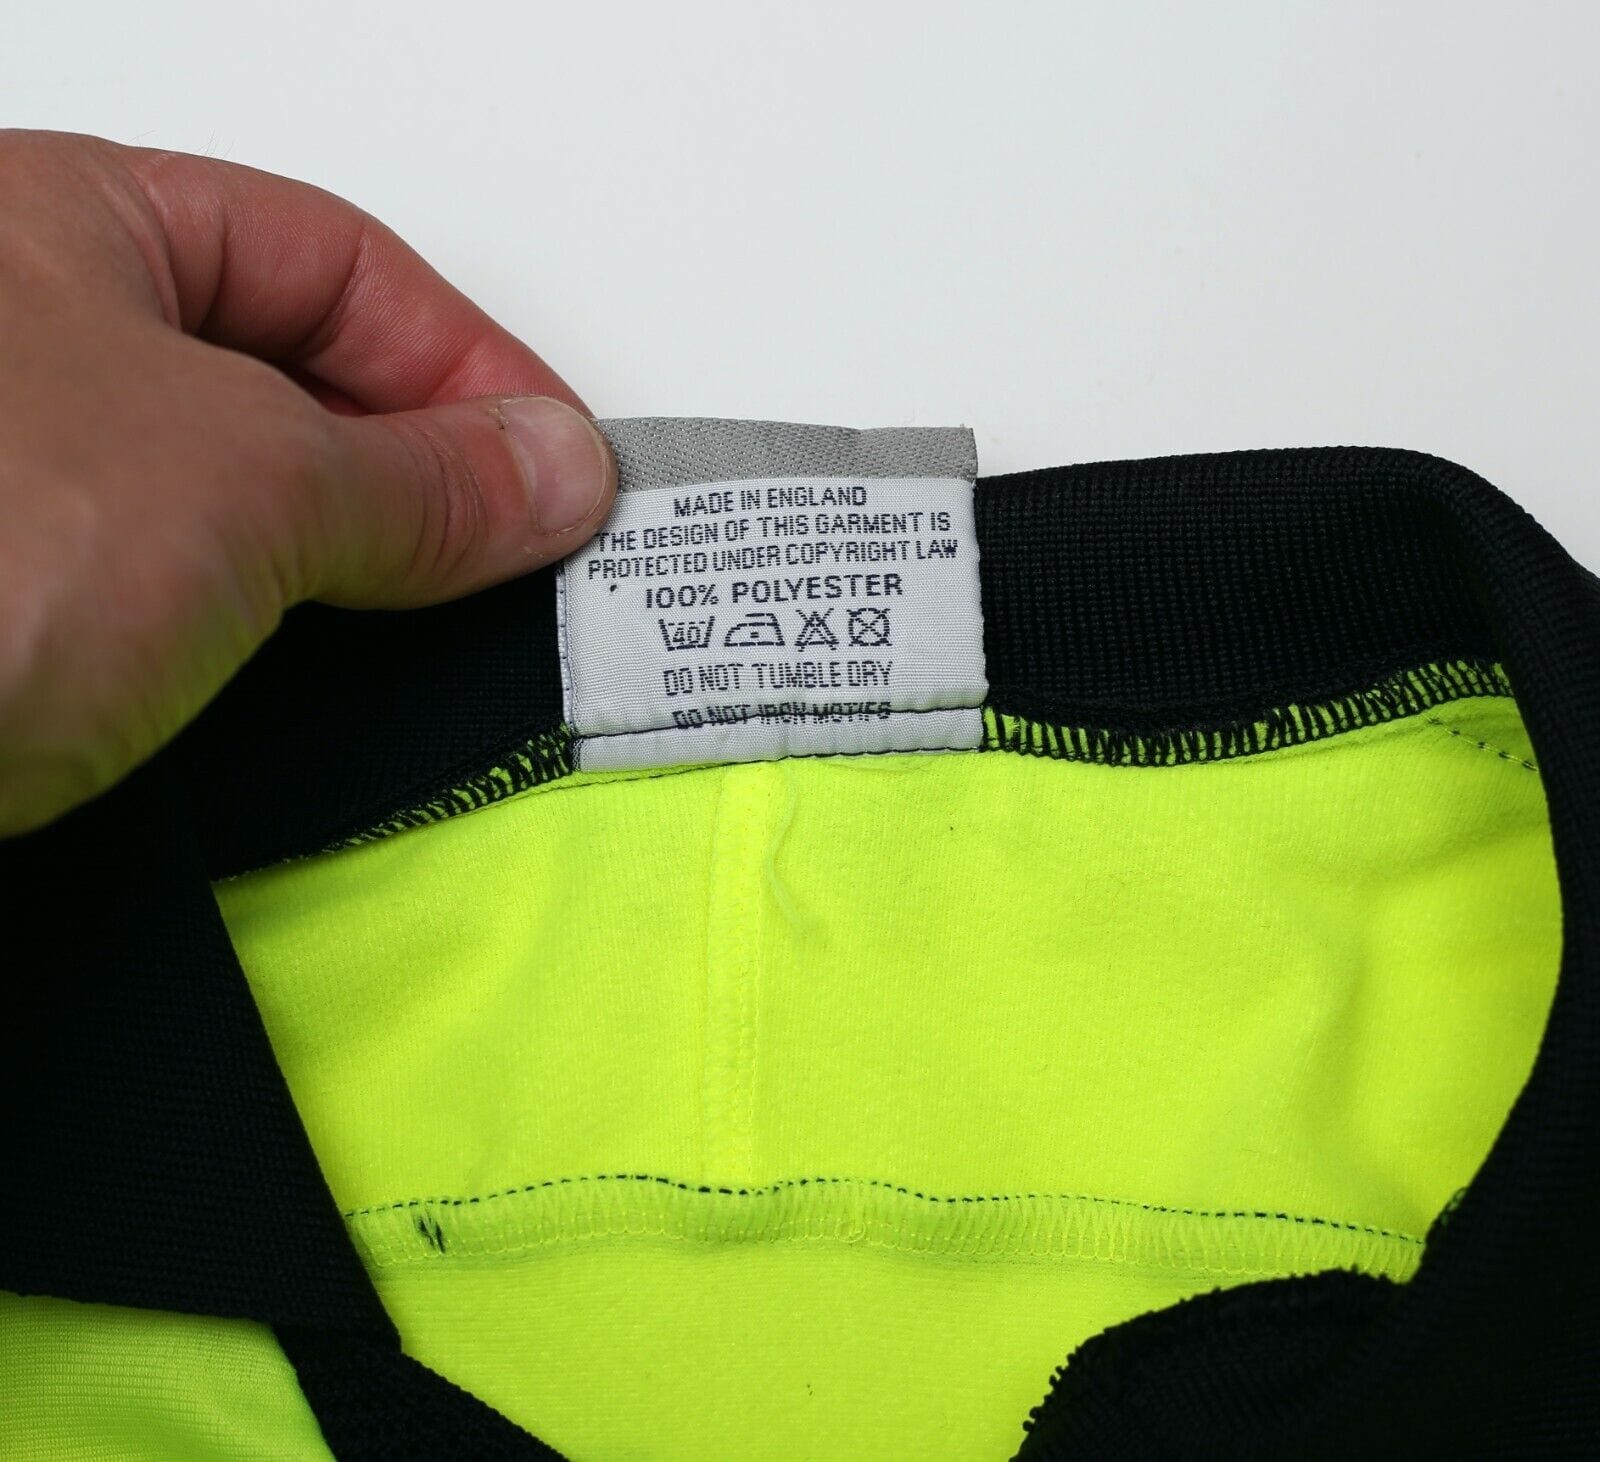 MADE IN ENGLAND
THE DESIGN OF THIS GARMENT IS
PROTECTED UNDER COPYRIGHT LAW
100% POLYESTER
40
DO NOT TUMBLE DRY
DO NOT IRON MOTIFS